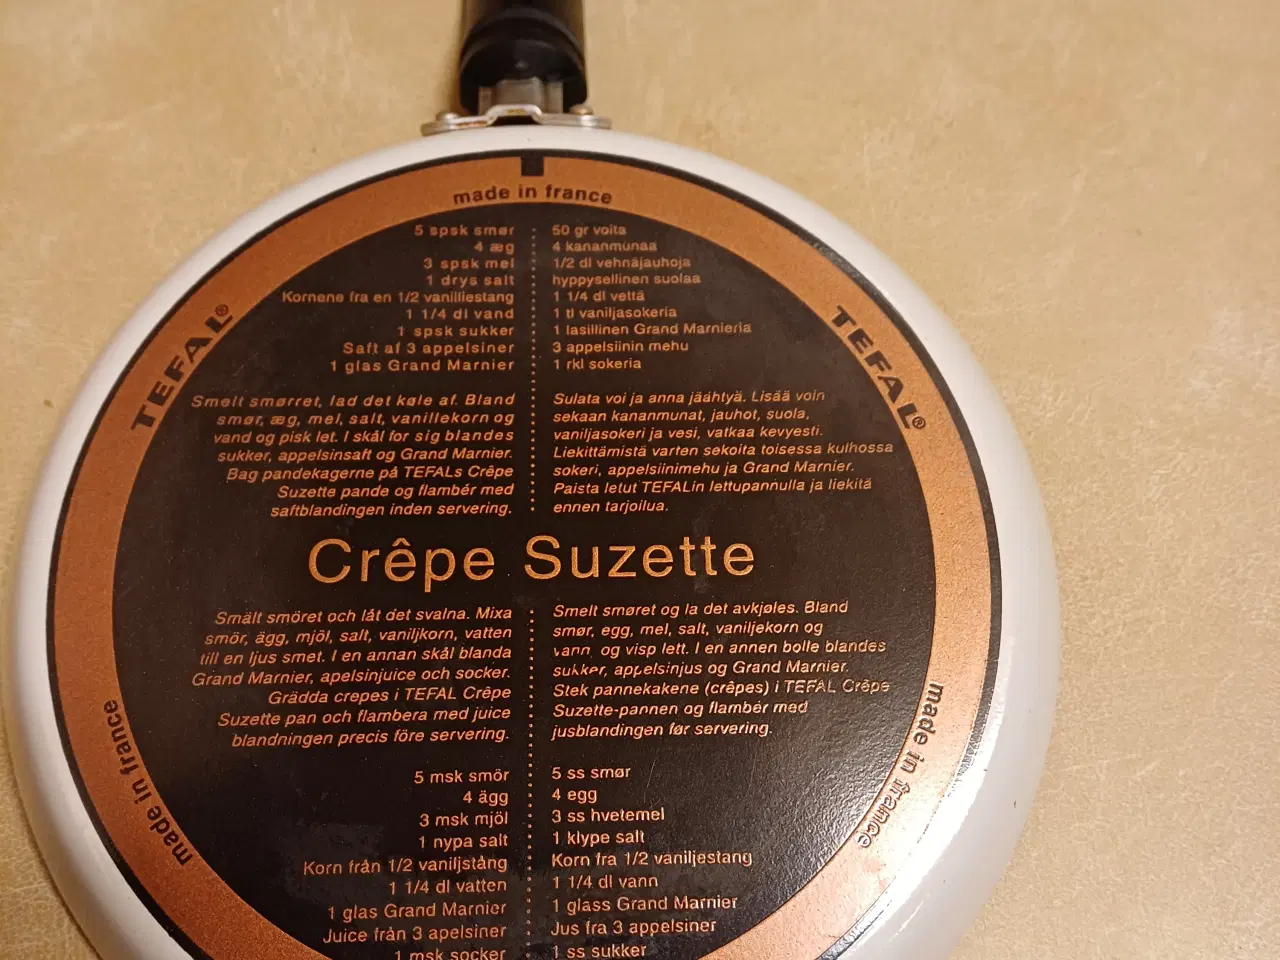 made in france
TEFAL®
TEFAL®
5 spsk smør
4 æg
3 spsk mel
1 drys salt
Kornene fra en 1/2 vanilliestang
1 1/4 dl vand
1 spsk sukker
Saft af 3 appelsiner
1 glas Grand Marnier
50 gr voita
4 kananmunaa
1/2 dl vehnäjauhoja
hyppysellinen suolaa
1 1/4 dl vettä
1 tl vaniljasokeria
1 lasillinen Grand Marnieria
3 appelsiinin mehu
1 rkl sokeria
Smelt smørret, lad det køle af. Bland
smør, æg, mel, salt, vanillekorn og
vand og pisk let. I skål for sig blandes
sukker, appelsinsaft og Grand Marnier.
Bag pandekagerne på TEFALs Crêpe
Suzette pande og flambér med
saftblandingen inden servering.
Sulata voi ja anna jäähtyä. Lisää voin
sekaan kananmunat, jauhot, suola,
vaniljasokeri ja vesi, vatkaa kevyesti.
Liekittämistä varten sekoita toisessa kulhossa
sokeri, appelsiinimehu ja Grand Marnier.
Paista letut TEFALin lettupannulla ja liekitä
ennen tarjoilua.
Crêpe Suzette
Smält smöret och låt det svalna. Mixa
smör, ägg, mjöl, salt, vaniljkorn, vatten
till en ljus smet. I en annan skål blanda
Grand Marnier, apelsinjuice och socker.
Grädda crepes i TEFAL Crêpe
Suzette pan och flambera med juice
blandningen precis före servering.
Smelt smøret og la det avkjøles. Bland
smør, egg, mel, salt, vaniljekorn og
vann, og visp lett. I en annen bolle blandes
sukker, appelsinjus og Grand Marnier.
Stek pannekakene (crêpes) i TEFAL Crêpe
Suzette-pannen og flambér med
jusblandingen før servering.
5 msk smör
4 ägg
3 msk mjöl
1 nypa salt
Korn från 1/2 vaniljstång
1 1/4 dl vatten
1 glas Grand Marnier
Juice från 3 apelsiner
1 msk socker
5 ss smør
4 egg
3 ss hvetemel
1 klype salt
Korn fra 1/2 vaniljestang
1 1/4 dl vann
1 glass Grand Marnier
Jus fra 3 appelsiner
1 ss sukker
made in france
made in france